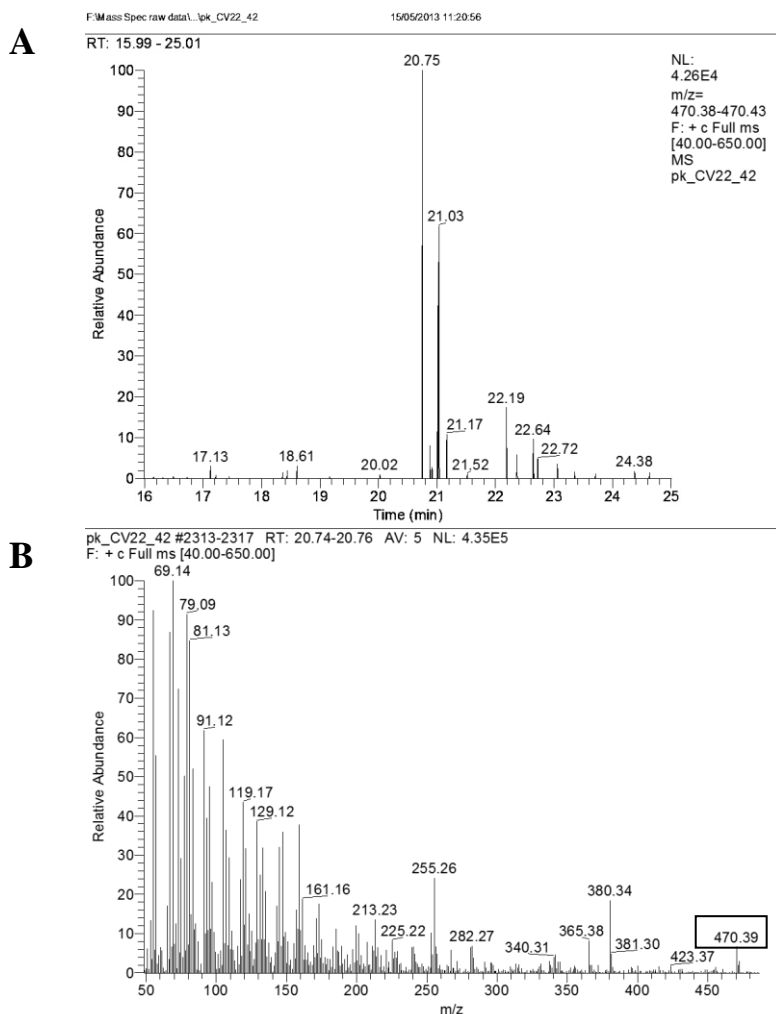 F:\Mass Spec raw data\...\pk_CV22_42 15/05/2013 11:20:56
A
RT: 15.99 - 25.01
NL:
4.26E4
m/z=
470.38-470.43
F: + c Full ms
[40.00-650.00]
MS
pk_CV22_42
20.75
21.03
22.19
21.17
22.64
22.72
17.13
18.61
20.02
21.52
24.38
100
90
80
70
60
50
40
30
20
10
0
Relative Abundance
16 17 18 19 20 21 22 23 24 25
Time (min)
B
pk_CV22_42 #2313-2317 RT: 20.74-20.76 AV: 5 NL: 4.35E5
F: + c Full ms [40.00-650.00]
69.14
79.09
81.13
91.12
119.17
129.12
255.26
161.16
380.34
213.23
225.22
282.27
365.38
340.31
381.30
470.39
423.37
100
90
80
70
60
50
40
30
20
10
0
Relative Abundance
50 100 150 200 250 300 350 400 450
m/z